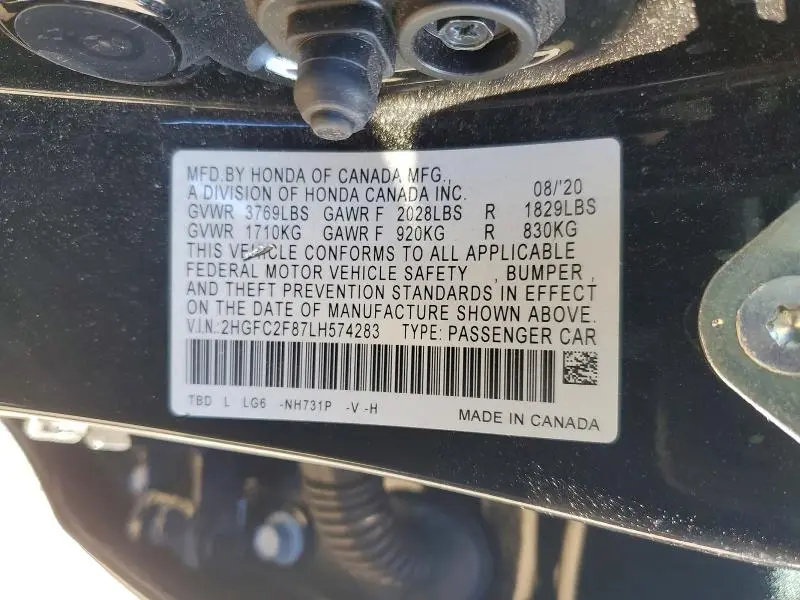 MFD.BY HONDA OF CANADA MFG.,
A DIVISION OF HONDA CANADA INC. 08/'20
GVWR 3769LBS GAWR F 2028LBS R 1829LBS
GVWR 1710KG GAWR F 920KG R 830KG
THIS VEHICLE CONFORMS TO ALL APPLICABLE
FEDERAL MOTOR VEHICLE SAFETY , BUMPER ,
AND THEFT PREVENTION STANDARDS IN EFFECT
ON THE DATE OF MANUFACTURE SHOWN ABOVE.
V.I.N.:2HGFC2F87LH574283 TYPE: PASSENGER CAR
TBD L LG6 -NH731P -V -H
MADE IN CANADA